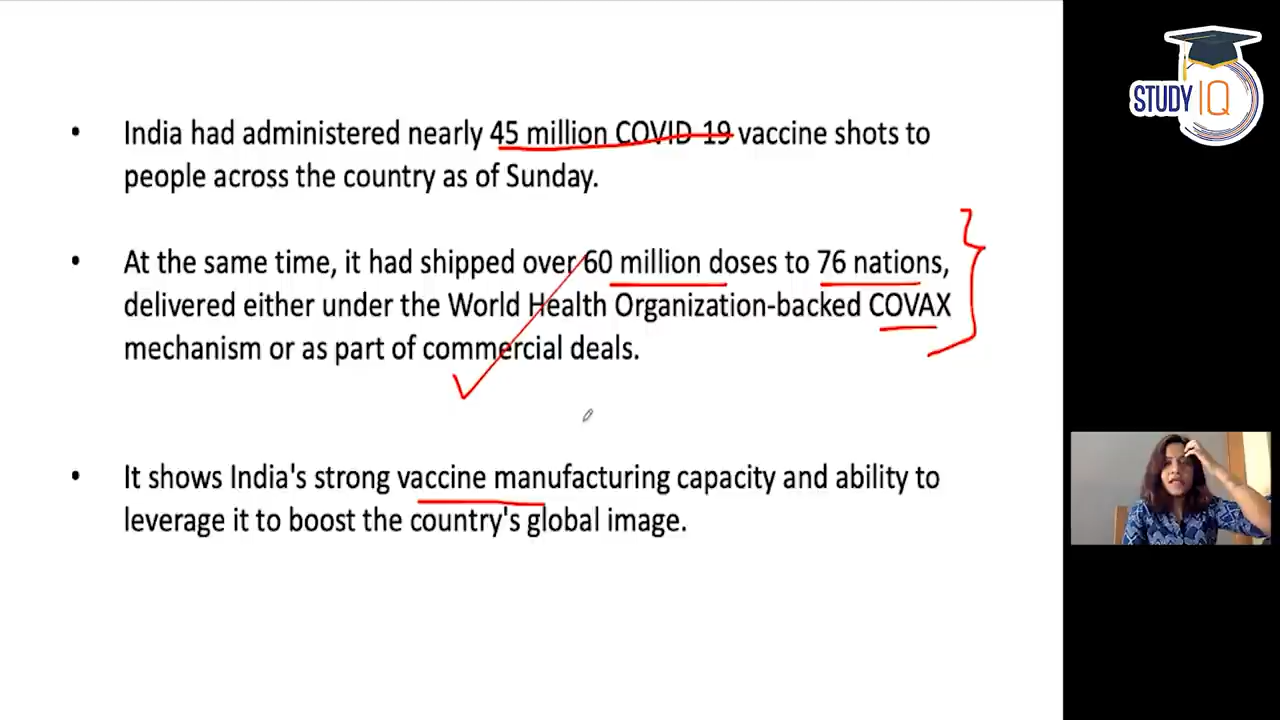 STUDY IQ
• India had administered nearly 45 million COVID-19 vaccine shots to
people across the country as of Sunday.
• At the same time, it had shipped over 60 million doses to 76 nations,
delivered either under the World Health Organization-backed COVAX
mechanism or as part of commercial deals.
• It shows India's strong vaccine manufacturing capacity and ability to
leverage it to boost the country's global image.